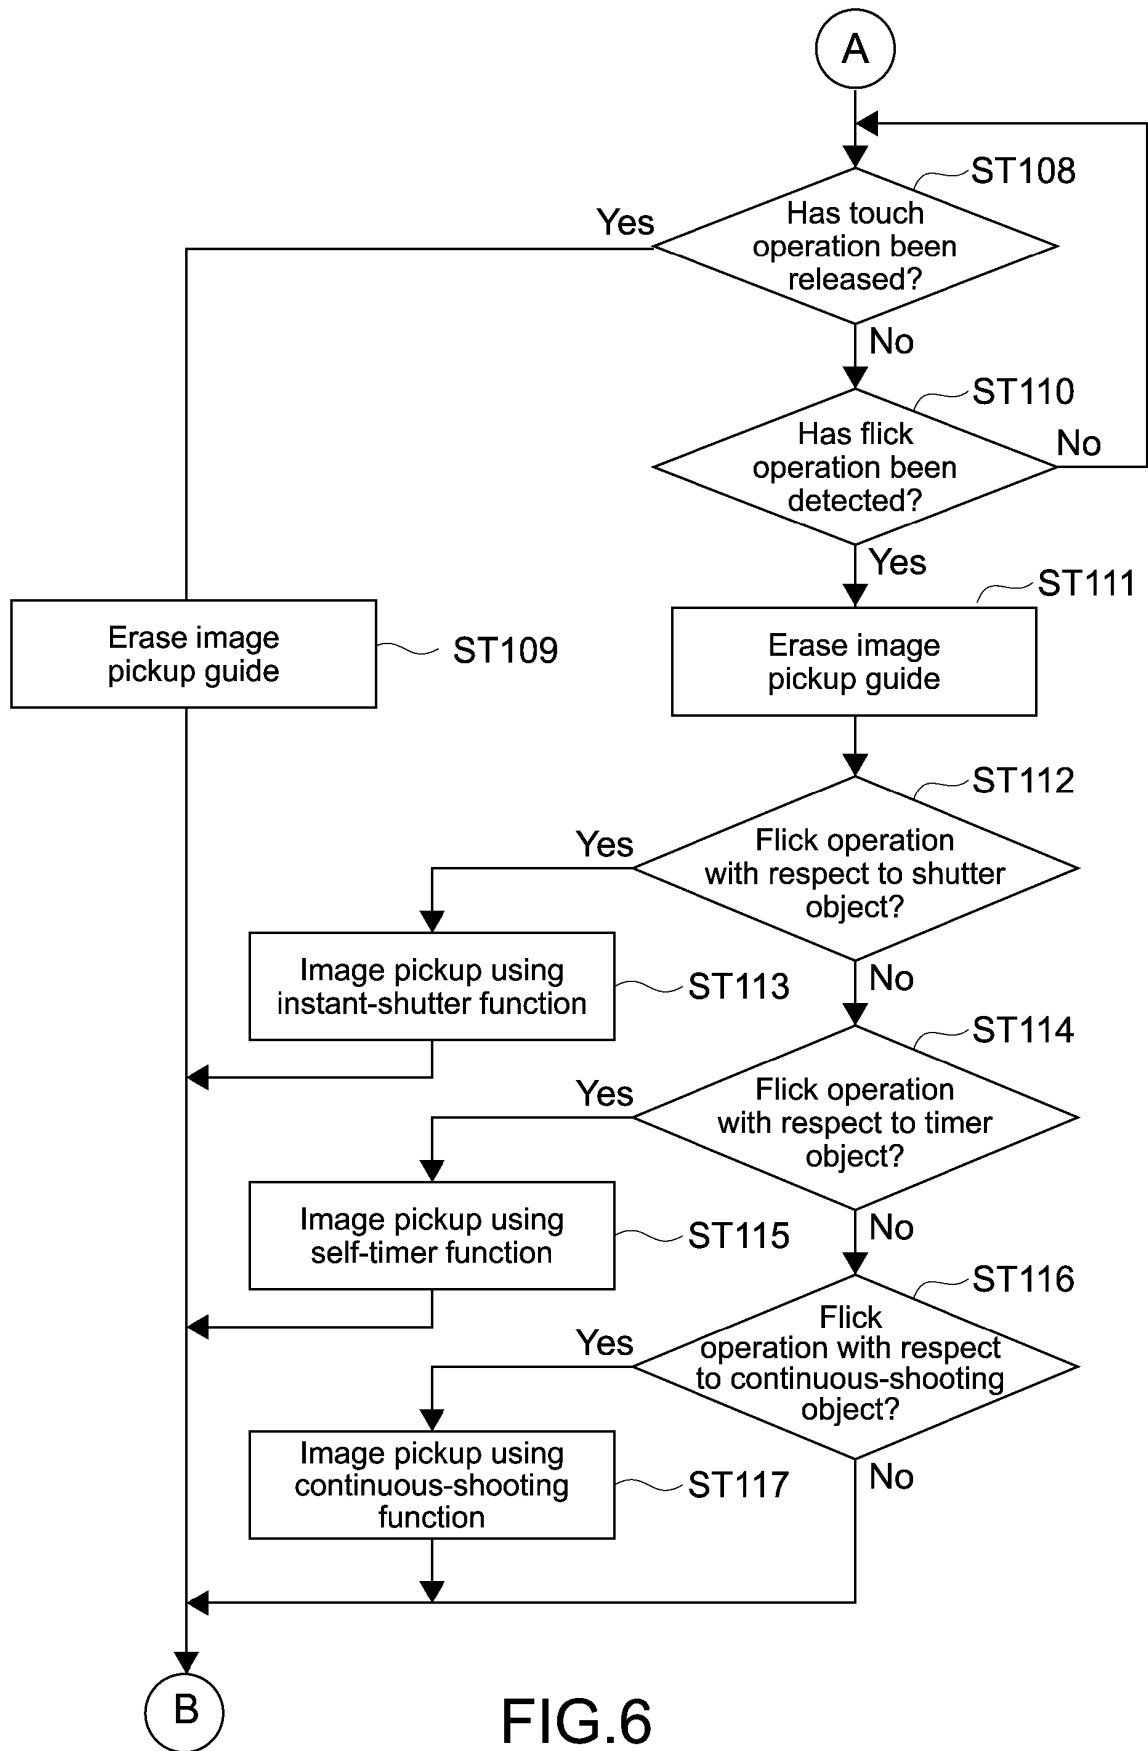 A
ST108
Yes
Has touch
operation been
released?
No
ST110
Has flick
operation been
detected?
No
Yes
ST111
Erase image
pickup guide
ST109
Erase image
pickup guide
ST112
Yes
Flick operation
with respect to shutter
object?
Image pickup using
instant-shutter function
ST113
No
ST114
Yes
Flick operation
with respect to timer
object?
Image pickup using
self-timer function
ST115
No
ST116
Yes
Flick
operation with respect
to continuous-shooting
object?
Image pickup using
continuous-shooting
function
ST117
No
B
FIG.6